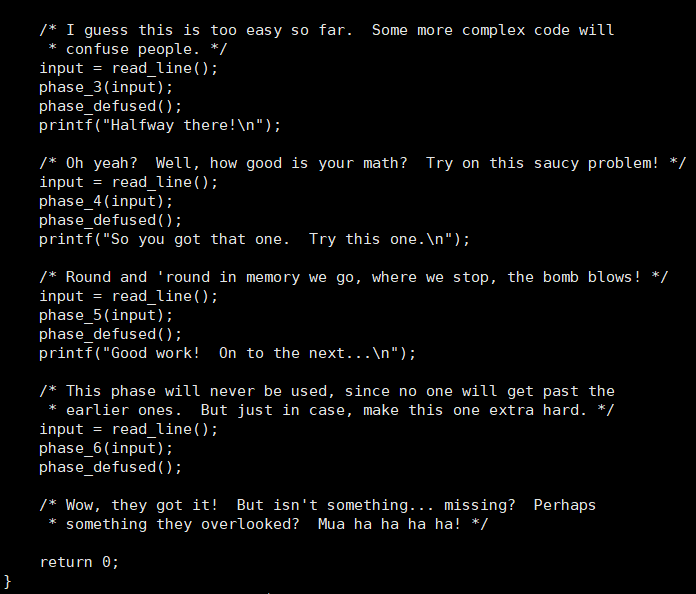 /* I guess this is too easy so far.  Some more complex code will
 * confuse people. */
input = read_line();
phase_3(input);
phase_defused();
printf("Halfway there!\n");
/* Oh yeah?  Well, how good is your math?  Try on this saucy problem! */
input = read_line();
phase_4(input);
phase_defused();
printf("So you got that one.  Try this one.\n");
/* Round and 'round in memory we go, where we stop, the bomb blows! */
input = read_line();
phase_5(input);
phase_defused();
printf("Good work!  On to the next...\n");
/* This phase will never be used, since no one will get past the
 * earlier ones.  But just in case, make this one extra hard. */
input = read_line();
phase_6(input);
phase_defused();
/* Wow, they got it!  But isn't something... missing?  Perhaps
 * something they overlooked?  Mua ha ha ha ha! */
return 0;
}